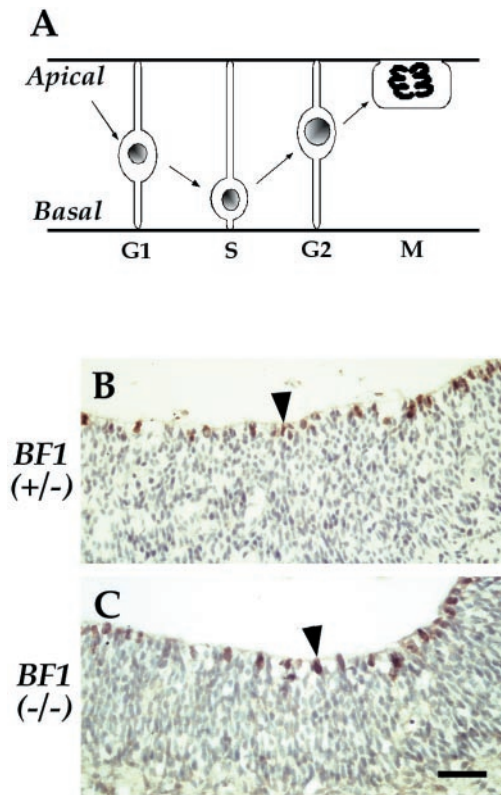 A
Apical
Basal
G1 S G2 M
B
BF1
(+/-)
C
BF1
(-/-)